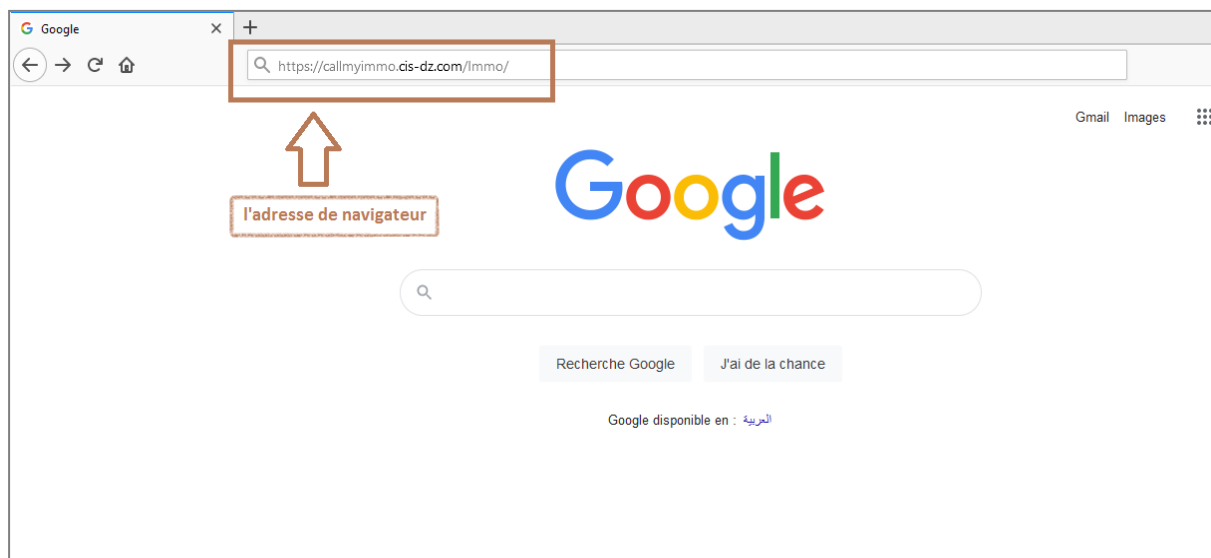 Google
https://callmyimmo.cis-dz.com/Immo/
Gmail Images
l'adresse de navigateur
Google
Recherche Google
J'ai de la chance
Google disponible en : العربية